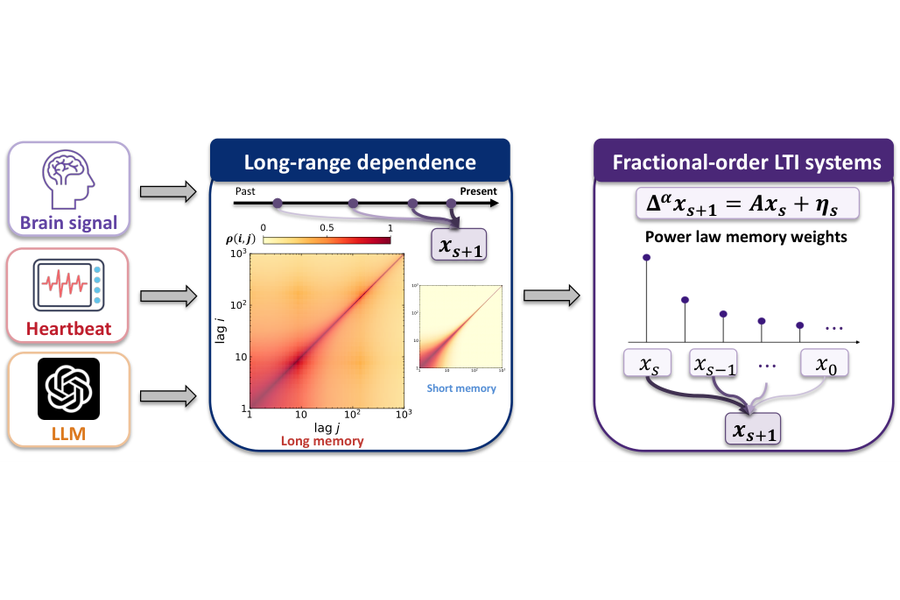 Brain signal
Heartbeat
LLM
Long-range dependence
Past
Present
x_{s+1}
ρ(i,j)
0
0.5
1
10³
10²
10
1
lag i
1
10
10²
10³
lag j
Long memory
Short memory
Fractional-order LTI systems
Δ^α x_{s+1} = Ax_s + η_s
Power law memory weights
...
x_s
x_{s−1}
...
x_0
x_{s+1}